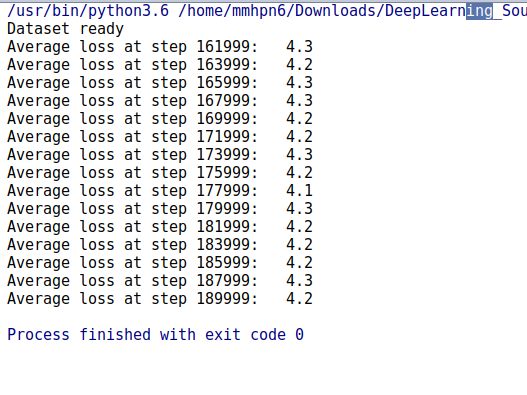 /usr/bin/python3.6 /home/mmhpn6/Downloads/DeepLearning_Sou
Dataset ready
Average loss at step 161999:   4.3
Average loss at step 163999:   4.2
Average loss at step 165999:   4.3
Average loss at step 167999:   4.3
Average loss at step 169999:   4.2
Average loss at step 171999:   4.2
Average loss at step 173999:   4.3
Average loss at step 175999:   4.2
Average loss at step 177999:   4.1
Average loss at step 179999:   4.3
Average loss at step 181999:   4.2
Average loss at step 183999:   4.2
Average loss at step 185999:   4.2
Average loss at step 187999:   4.3
Average loss at step 189999:   4.2
Process finished with exit code 0